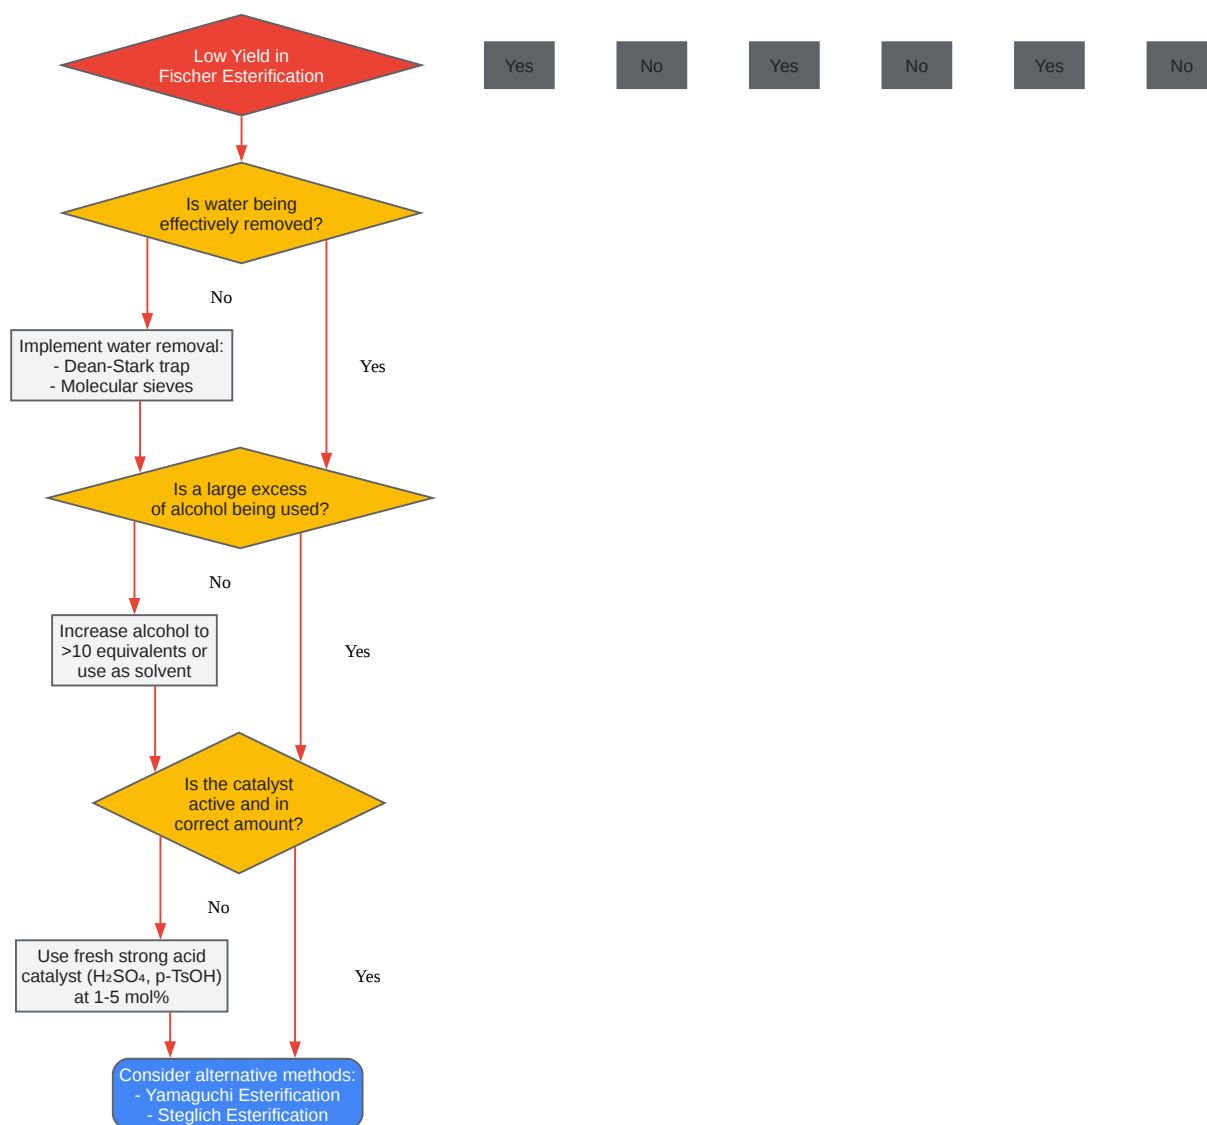 Low Yield in
Fischer Esterification
Yes
No
Yes
No
Yes
No
Is water being
effectively removed?
No
Implement water removal:
- Dean-Stark trap
- Molecular sieves
Yes
Is a large excess
of alcohol being used?
No
Increase alcohol to
>10 equivalents or
use as solvent
Yes
Is the catalyst
active and in
correct amount?
No
Use fresh strong acid
catalyst (H₂SO₄, p-TsOH)
at 1-5 mol%
Yes
Consider alternative methods:
- Yamaguchi Esterification
- Steglich Esterification